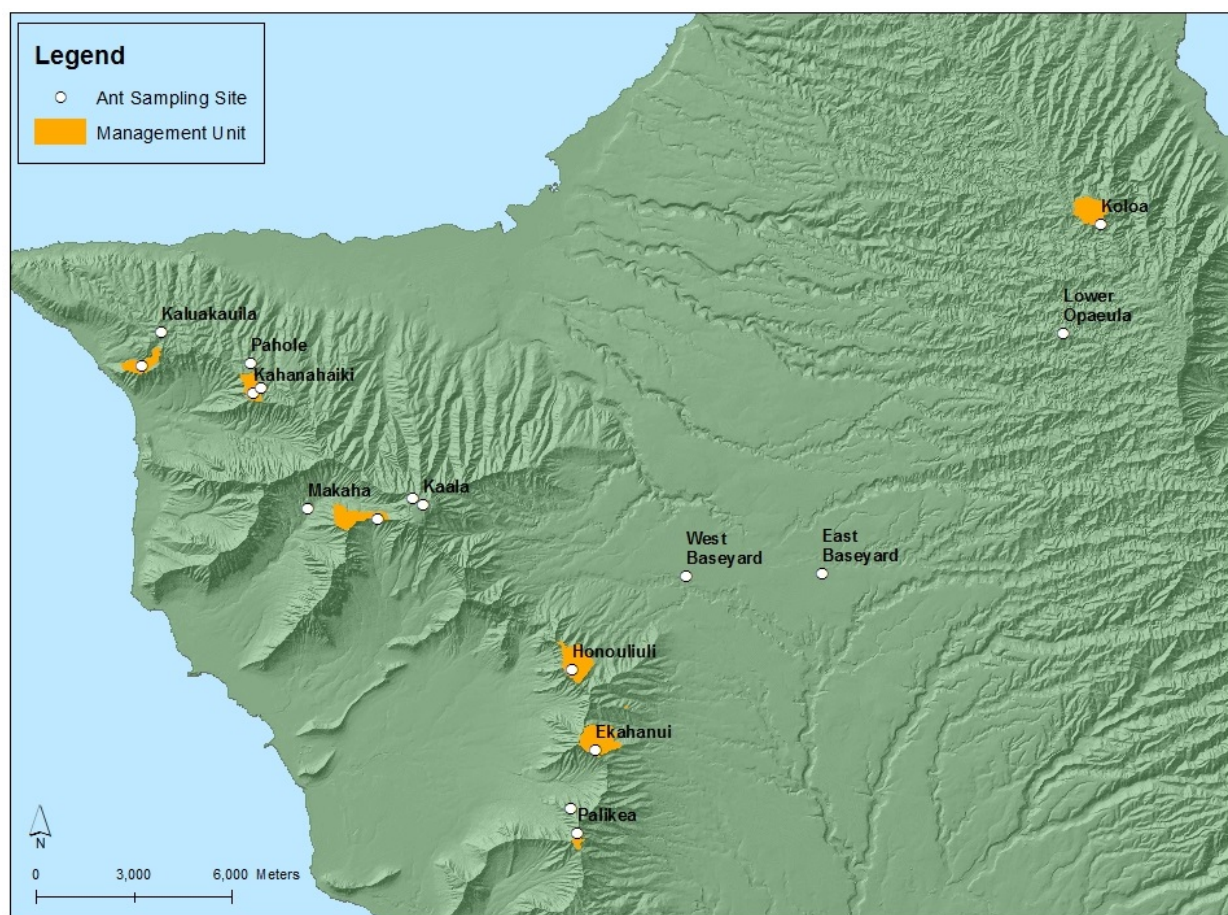 Legend
Ant Sampling Site
Management Unit
Koloa
Lower
Opaeula
Kaluakauila
Pahole
Kahanahaiki
Makaha
Kaala
West
Baseyard
East
Baseyard
Honouliuli
Ekahanui
Palikea
N
0 3,000 6,000 Meters